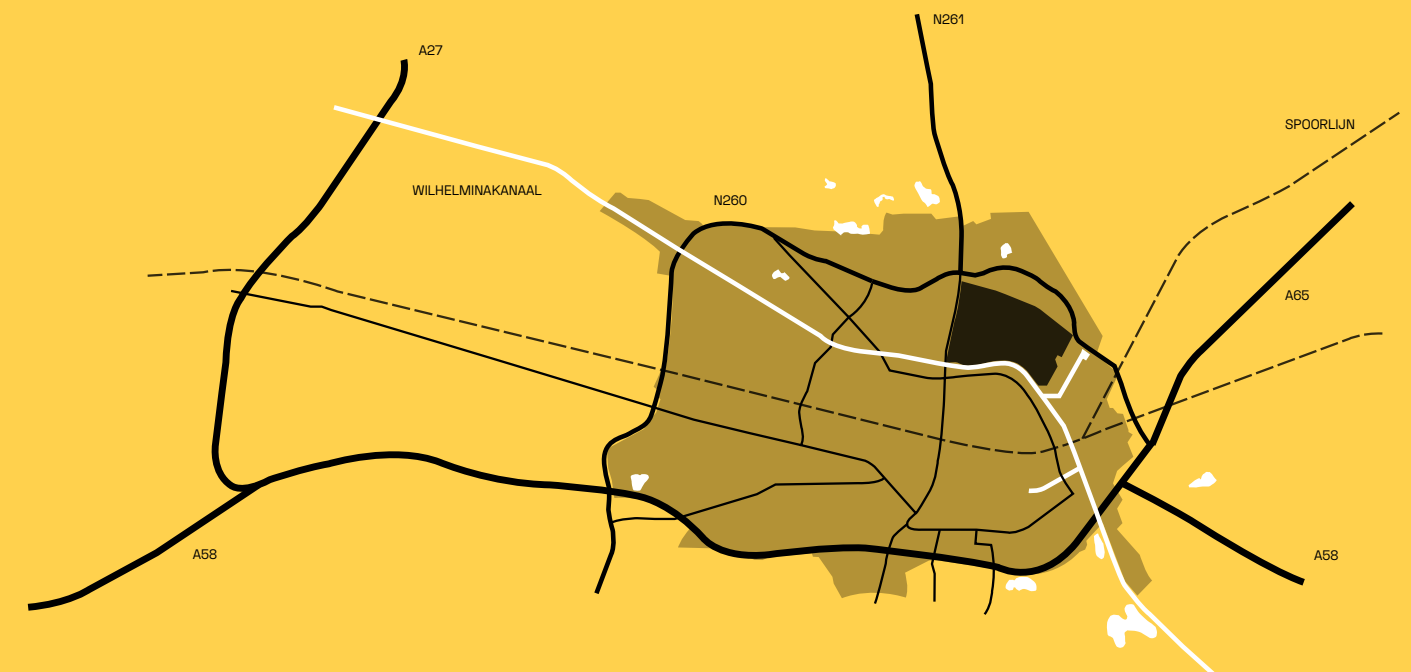 N261
A27
SPOORLIJN
WILHELMINAKANAAL
N260
A65
A58
A58